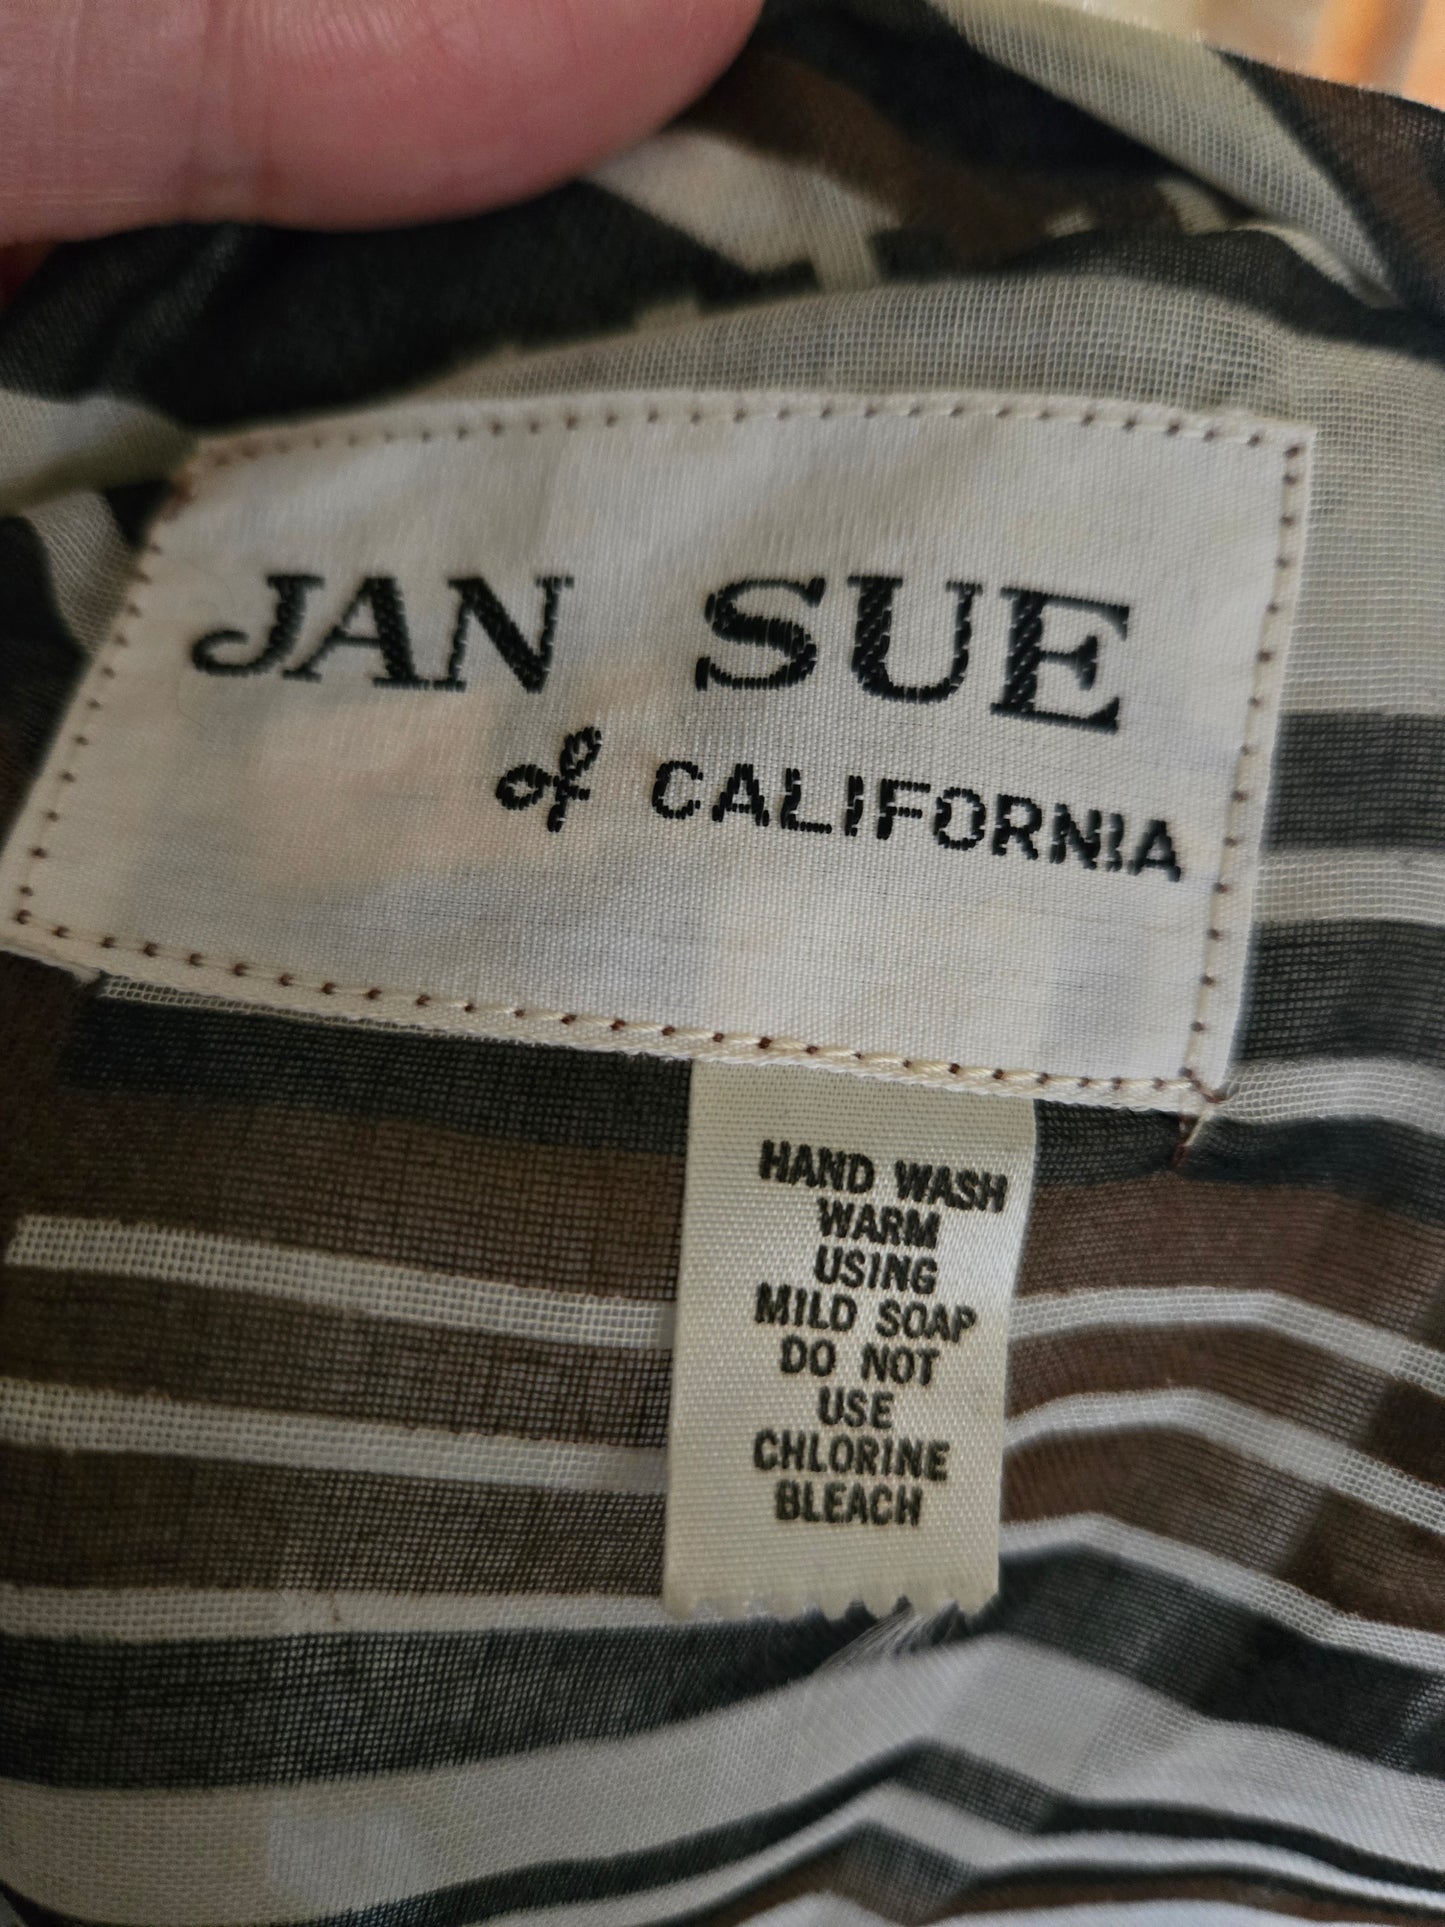 JAN SUE
of CALIFORNIA
HAND WASH
WARM
USING
MILD SOAP
DO NOT
USE
CHLORINE
BLEACH